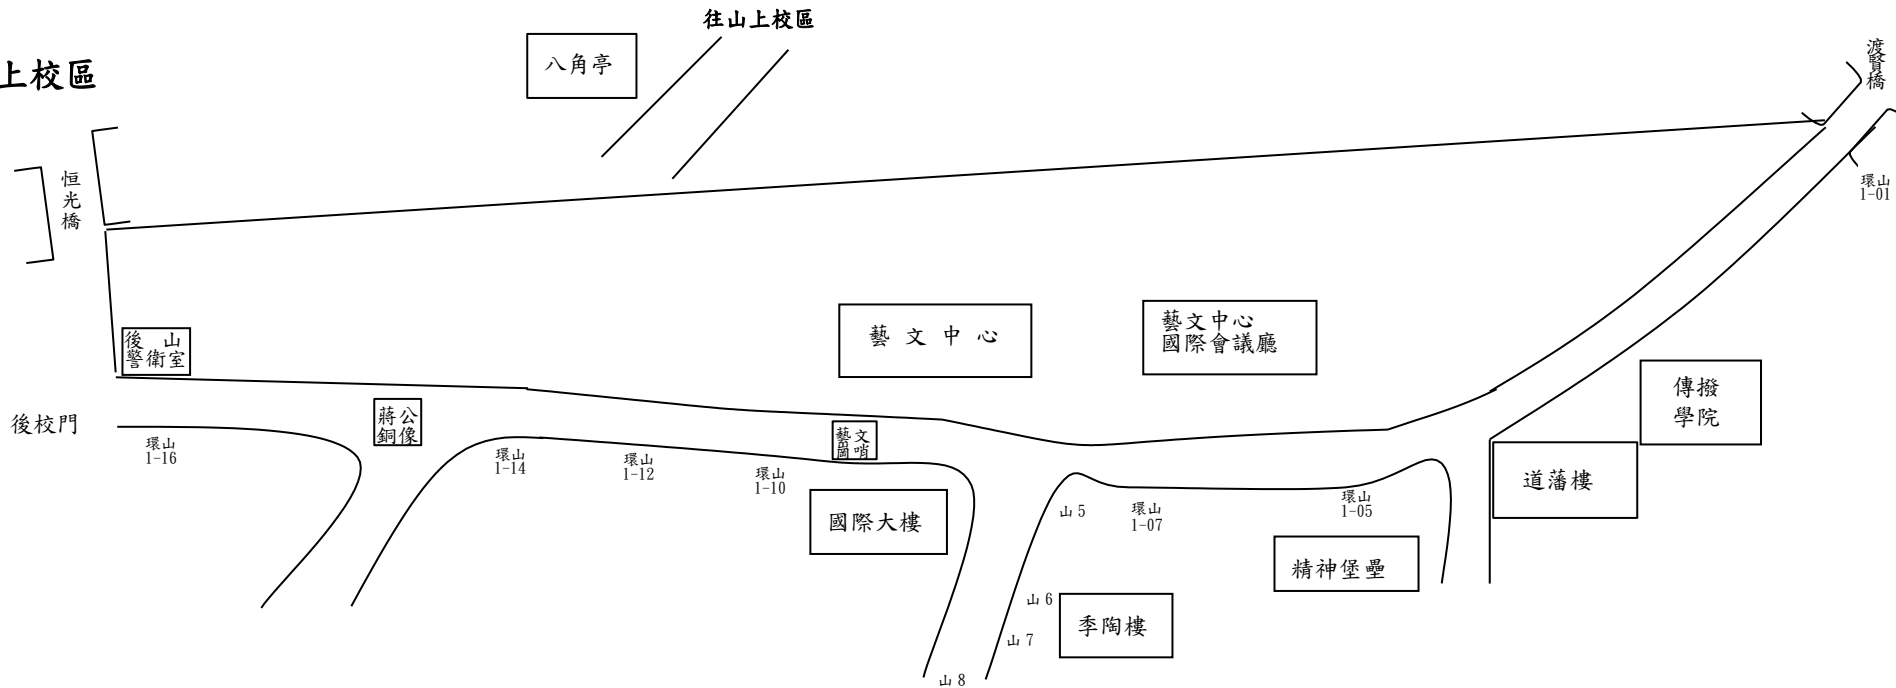 往山上校區
八角亭
上校區
渡賢橋
恒光橋
環山
1-01
藝文中心
藝文中心
國際會議廳
後 山
警衛室
傳撥
學院
後校門
蔣公
銅像
藝文
崗哨
環山
1-16
環山
1-14
環山
1-12
環山
1-10
國際大樓
山 5
環山
1-07
環山
1-05
道藩樓
精神堡壘
山 6
季陶樓
山 7
山 8